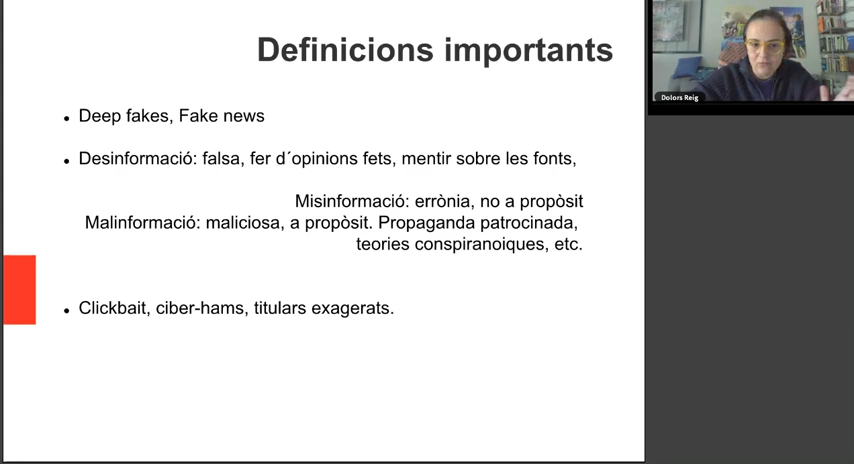 Definicions importants
Deep fakes, Fake news
Desinformació: falsa, fer d´opinions fets, mentir sobre les fonts,
Misinformació: errònia, no a propòsit
Malinformació: maliciosa, a propòsit. Propaganda patrocinada,
teories conspiranoiques, etc.
Clickbait, ciber-hams, titulars exagerats.
Dolors Reig